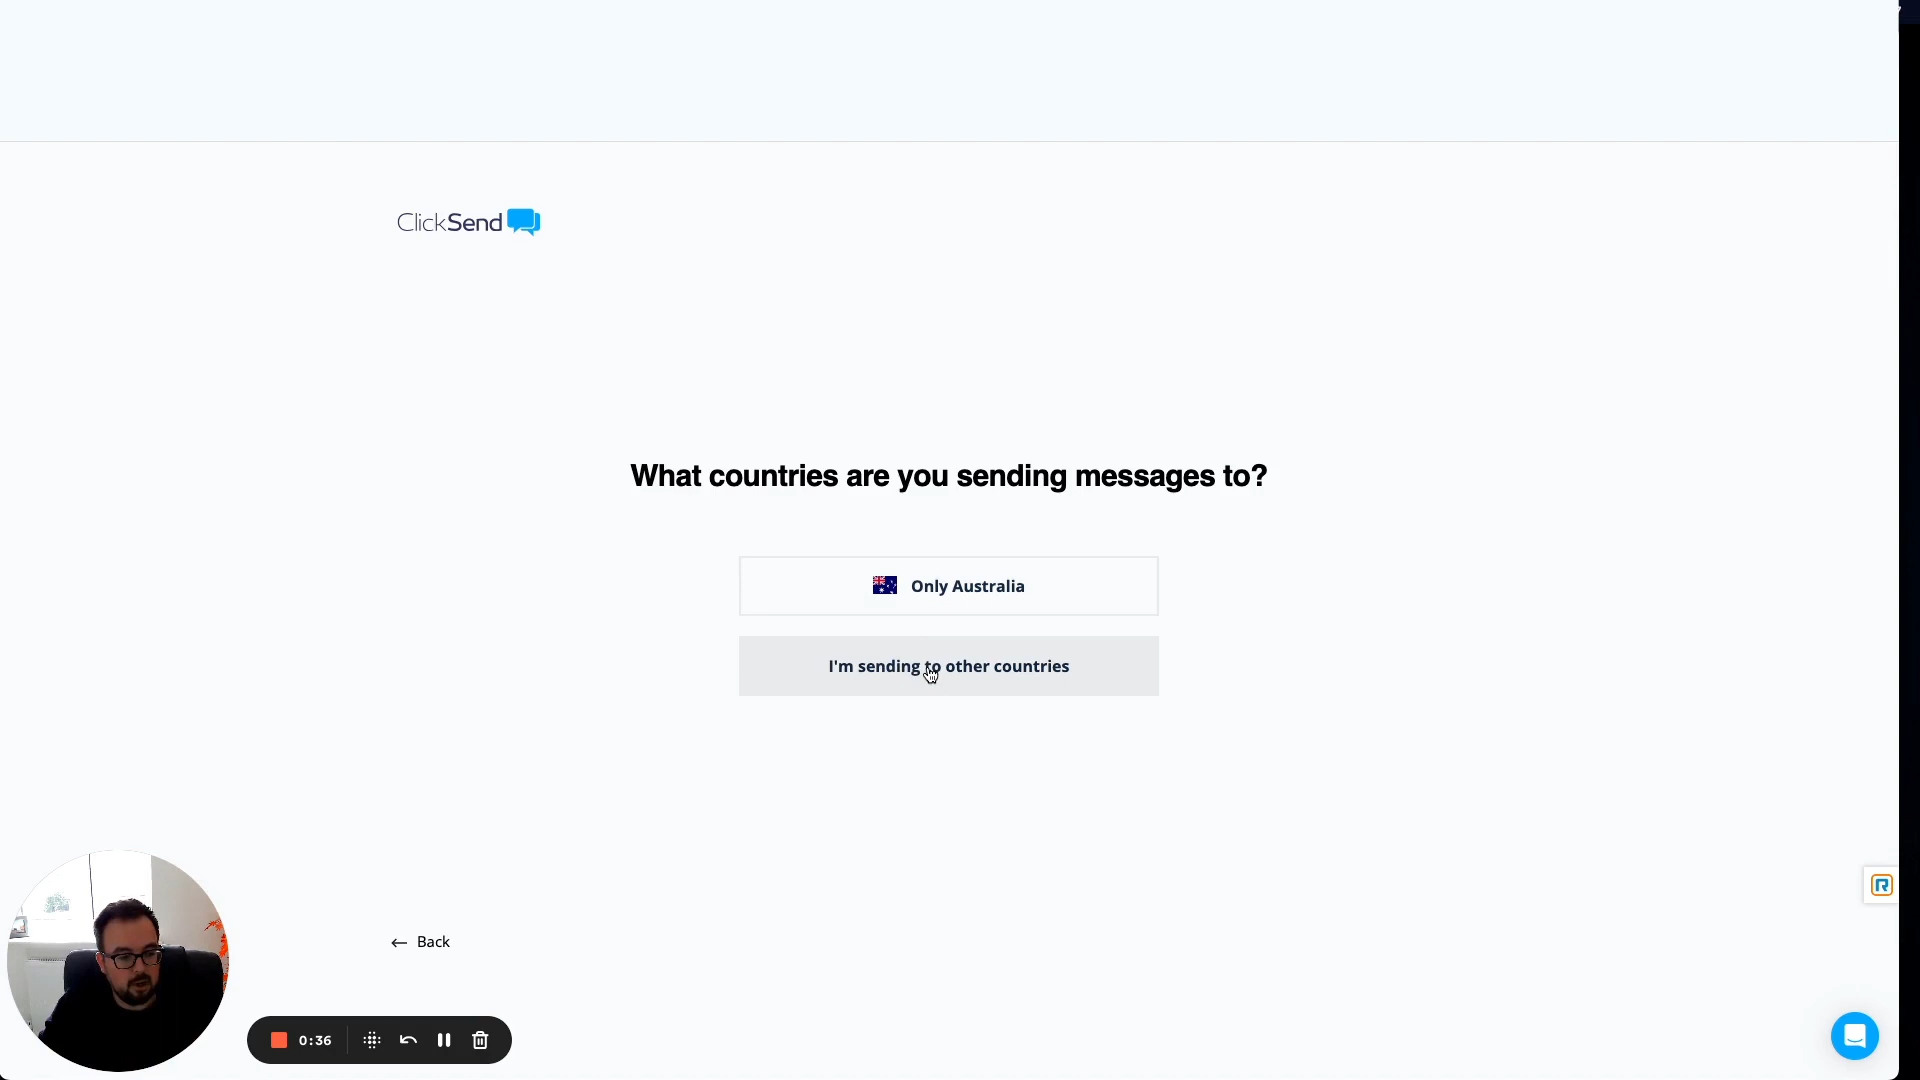 ClickSend
What countries are you sending messages to?
Only Australia
I'm sending to other countries
← Back
0:36